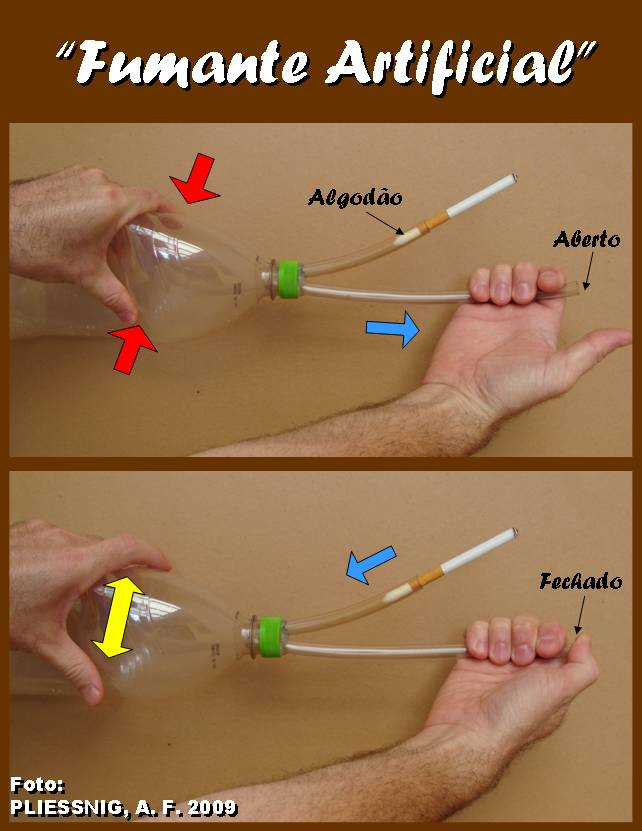 "Fumante Artificial"
Algodão
Aberto
Fechado
Foto:
PLIESSNIG, A. F. 2009